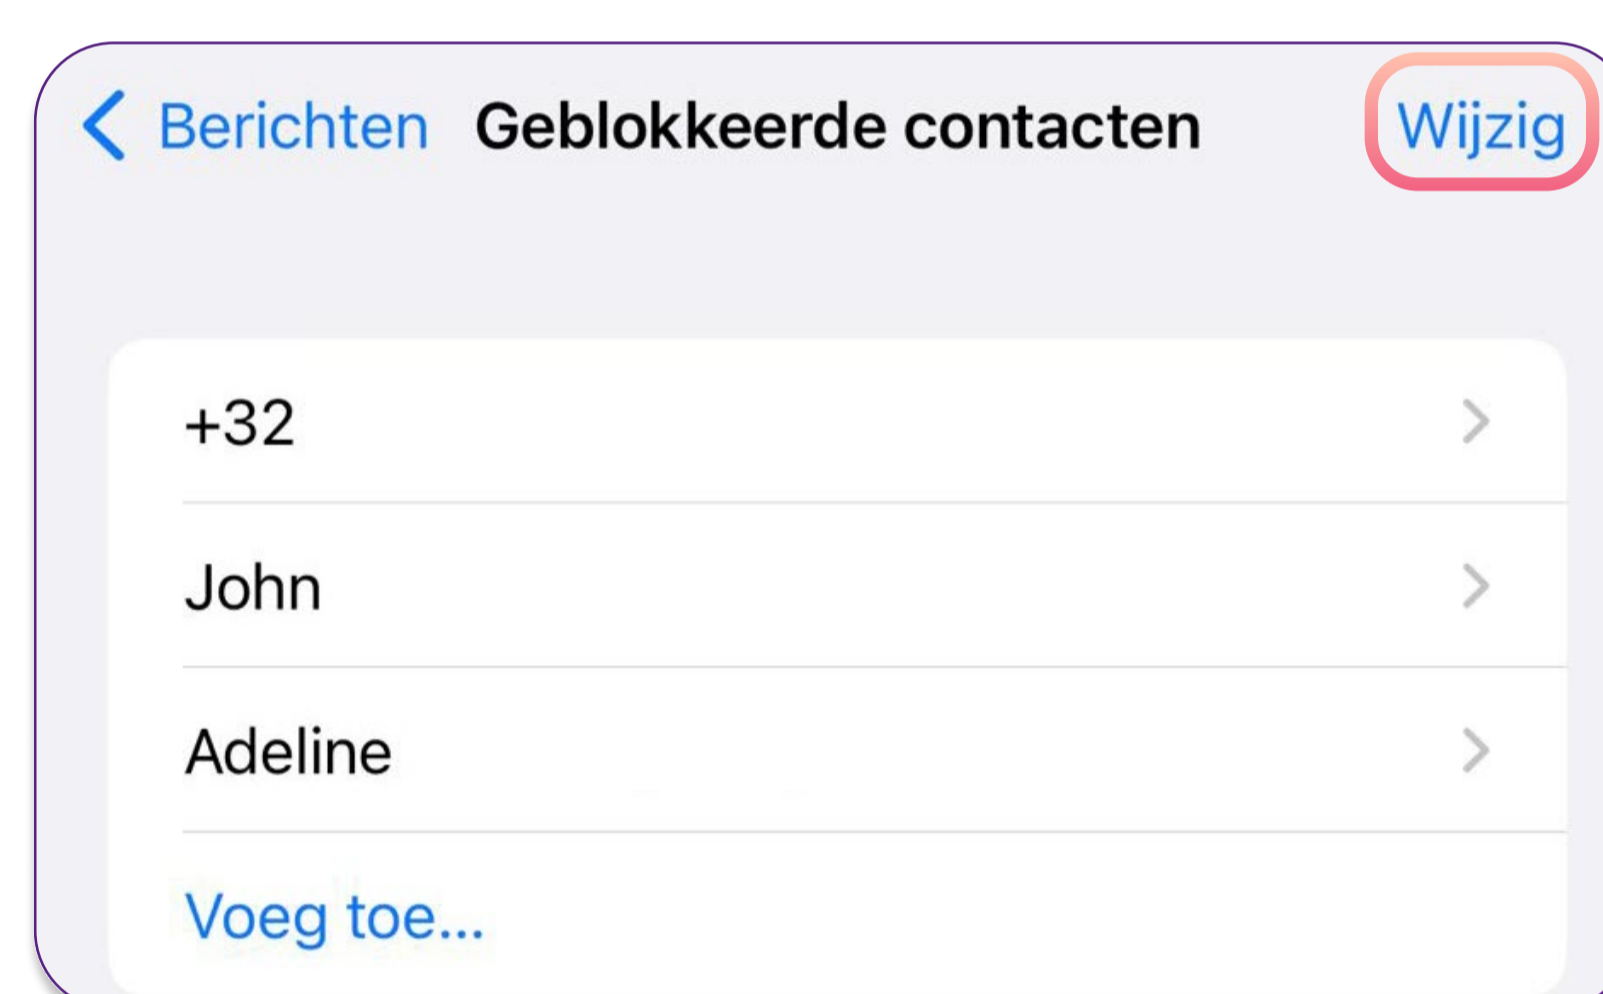 Berichten Geblokkeerde contacten Wijzig
+32
John
Adeline
Voeg toe...